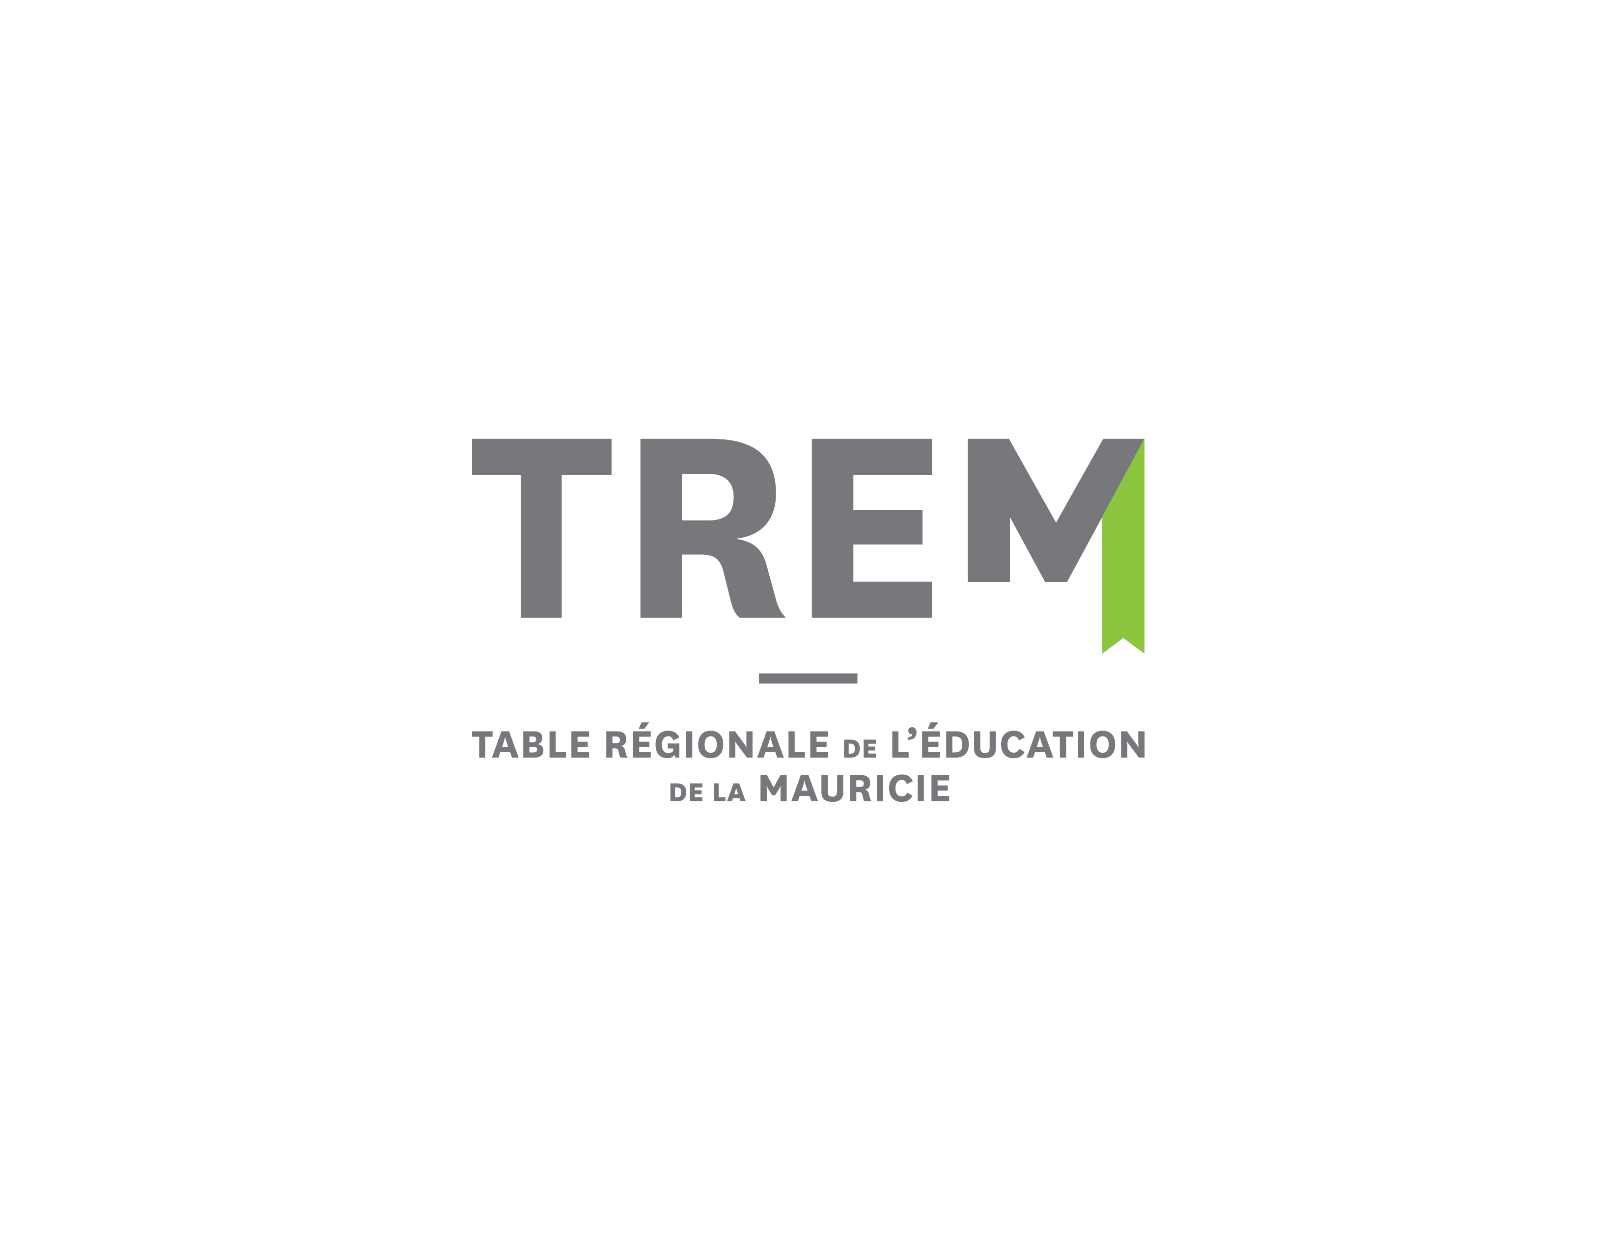 TREM
TABLE RÉGIONALE DE L’ÉDUCATION
DE LA MAURICIE